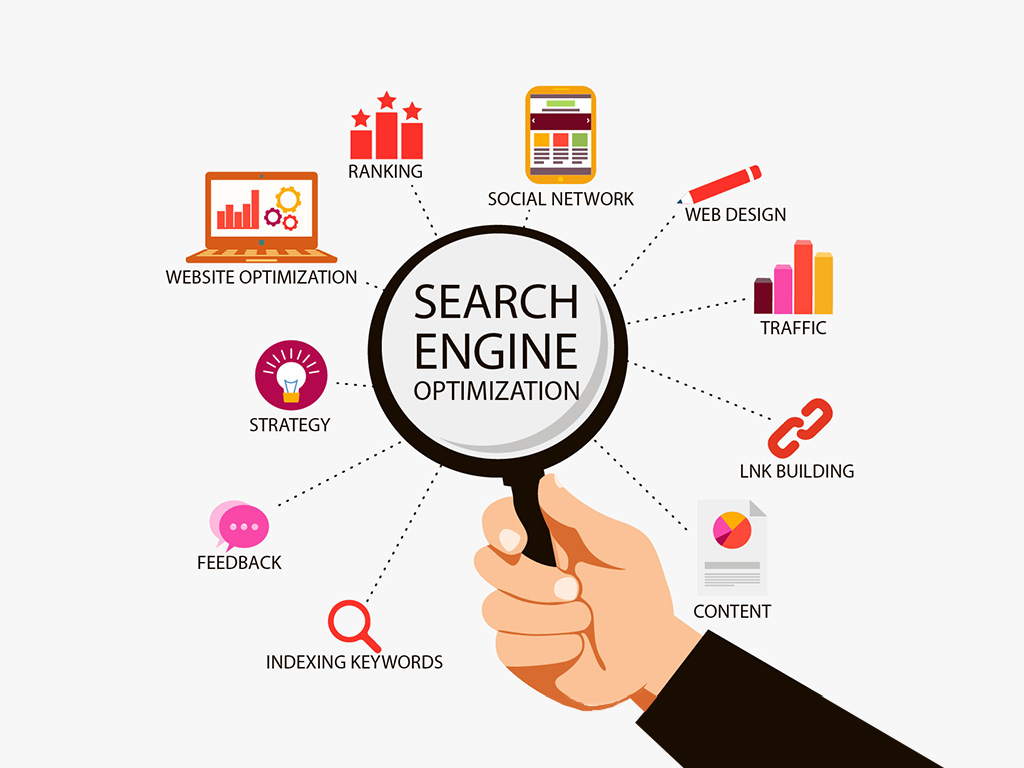 RANKING
SOCIAL NETWORK
WEB DESIGN
WEBSITE OPTIMIZATION
SEARCH
ENGINE
OPTIMIZATION
TRAFFIC
STRATEGY
LNK BUILDING
FEEDBACK
CONTENT
INDEXING KEYWORDS